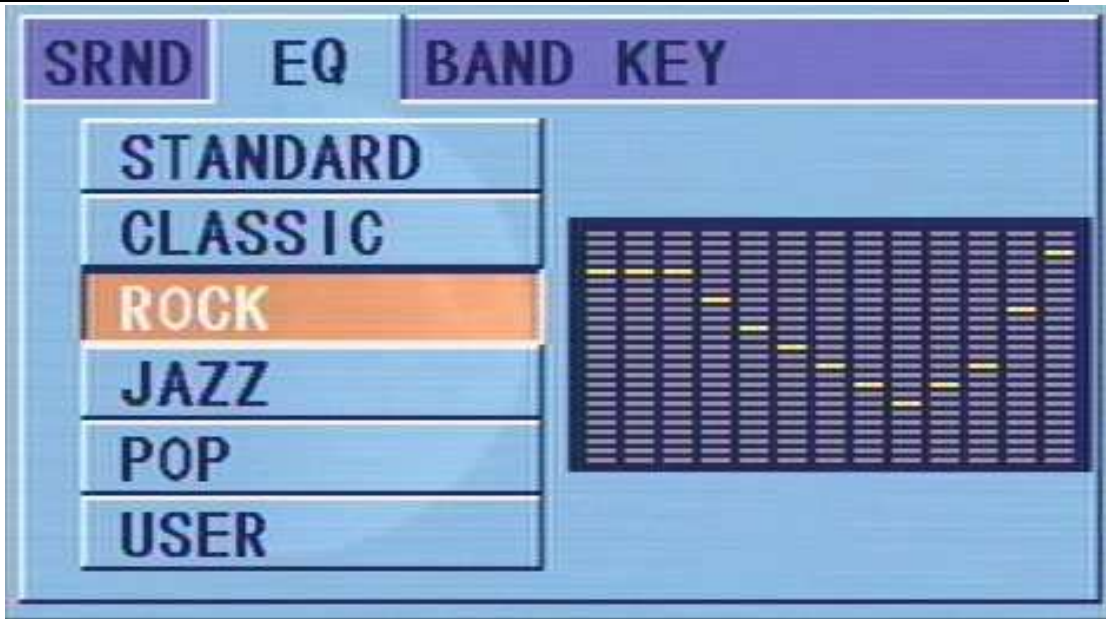 SRND EQ BAND KEY
STANDARD
CLASSIC
ROCK
JAZZ
POP
USER